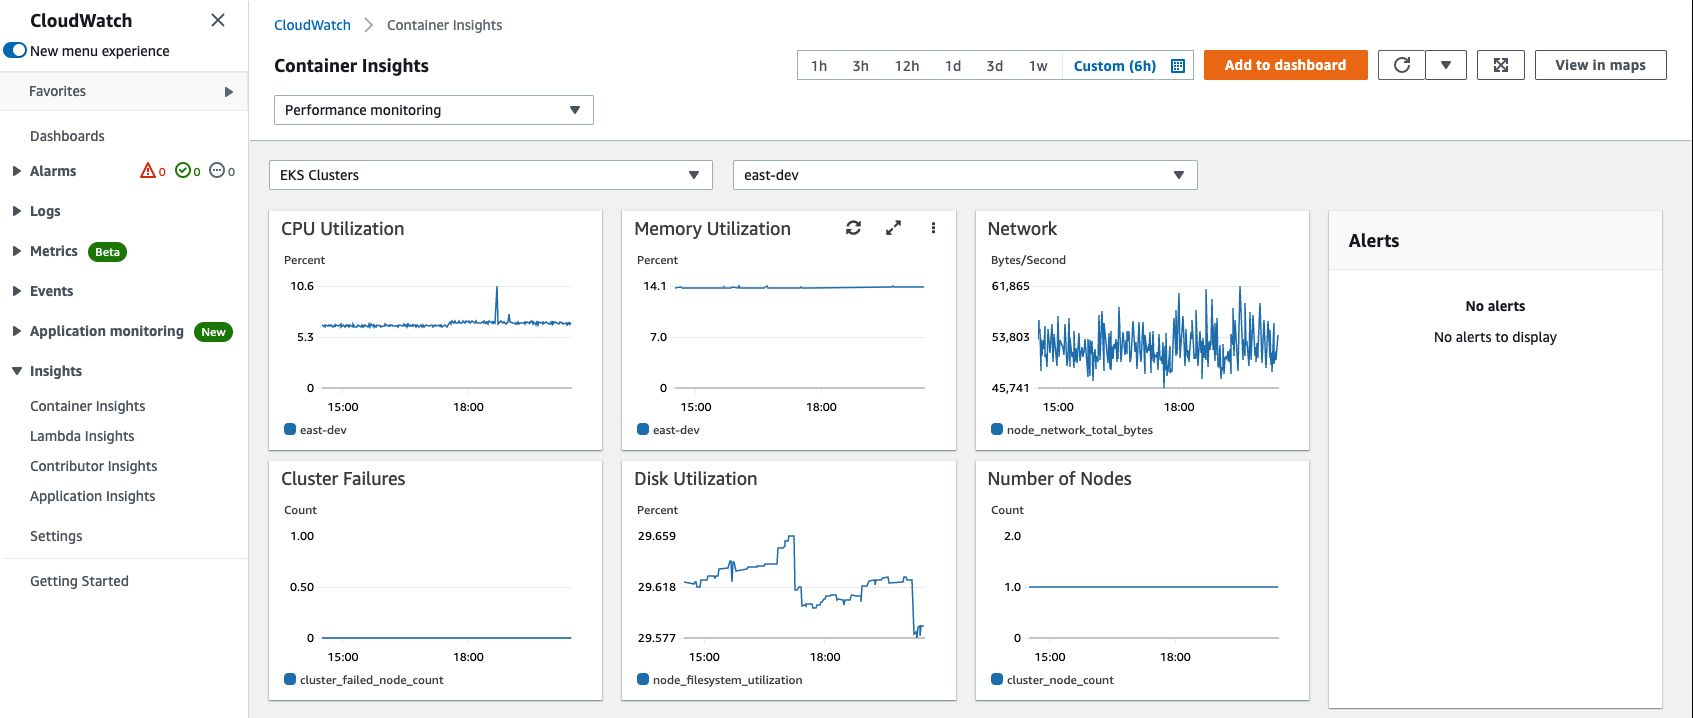 CloudWatch
New menu experience
Favorites
Dashboards
Alarms 0 0 0
Logs
Metrics Beta
Events
Application monitoring New
Insights
Container Insights
Lambda Insights
Contributor Insights
Application Insights
Settings
Getting Started
CloudWatch Container Insights
Container Insights
1h 3h 12h 1d 3d 1w Custom (6h) Add to dashboard View in maps
Performance monitoring
EKS Clusters east-dev
CPU Utilization
Percent
10.6
5.3
0
15:00 18:00
east-dev
Memory Utilization
Percent
14.1
7.0
0
15:00 18:00
east-dev
Network
Bytes/Second
61,865
53,803
45,741
15:00 18:00
node_network_total_bytes
Alerts
No alerts
No alerts to display
Cluster Failures
Count
1.00
0.50
0
15:00 18:00
cluster_failed_node_count
Disk Utilization
Percent
29.659
29.618
29.577
15:00 18:00
node_filesystem_utilization
Number of Nodes
Count
2.0
1.0
0
15:00 18:00
cluster_node_count